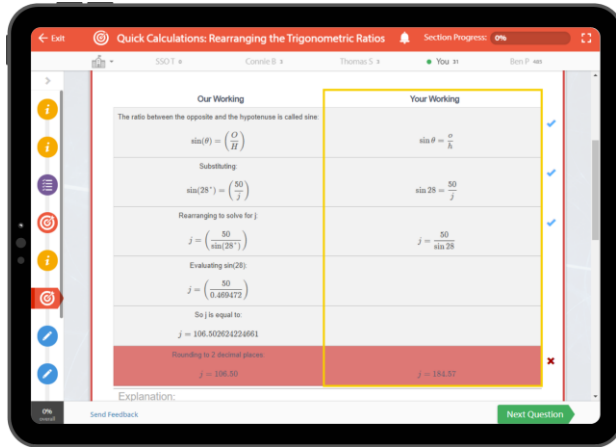 ← Exit
Quick Calculations: Rearranging the Trigonometric Ratios
Section Progress: 0%
SSO T
Connie B
Thomas S
You 31
Ben P
Our Working
Your Working
The ratio between the opposite and the hypotenuse is called sine:
sin(θ) = (O/H)
sin θ = o/h
Substituting:
sin(28°) = (50/j)
sin 28 = 50/j
Rearranging to solve for j:
j = (50/sin(28°))
j = 50/sin 28
Evaluating sin(28):
j = (50/0.469472)
So j is equal to:
j = 106.502624224661
Rounding to 2 decimal places:
j = 106.50
j = 184.57
Explanation:
0%
overall
Send Feedback
Next Question